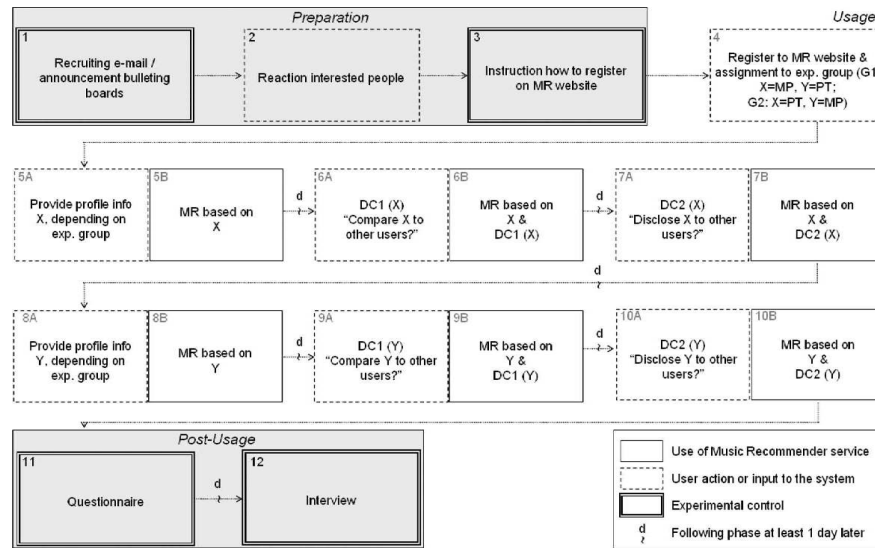 Preparation
Usage
1
Recruiting e-mail /
announcement bulleting
boards
2
Reaction interested people
3
Instruction how to register
on MR website
4
Register to MR website &
assignment to exp. group (G1
X=MP, Y=PT;
G2: X=PT, Y=MP)
5A
Provide profile info
X, depending on
exp. group
5B
MR based on
X
d
6A
DC1 (X)
“Compare X to
other users?”
6B
MR based on
X &
DC1 (X)
d
7A
DC2 (X)
“Disclose X to other
users?”
7B
MR based on
X &
DC2 (X)
d
8A
Provide profile info
Y, depending on
exp. group
8B
MR based on
Y
d
9A
DC1 (Y)
“Compare Y to other
users?”
9B
MR based on
Y &
DC1 (Y)
d
10A
DC2 (Y)
“Disclose Y to other
users?”
10B
MR based on
Y &
DC2 (Y)
Post-Usage
11
Questionnaire
d
12
Interview
Use of Music Recommender service
User action or input to the system
Experimental control
d
Following phase at least 1 day later